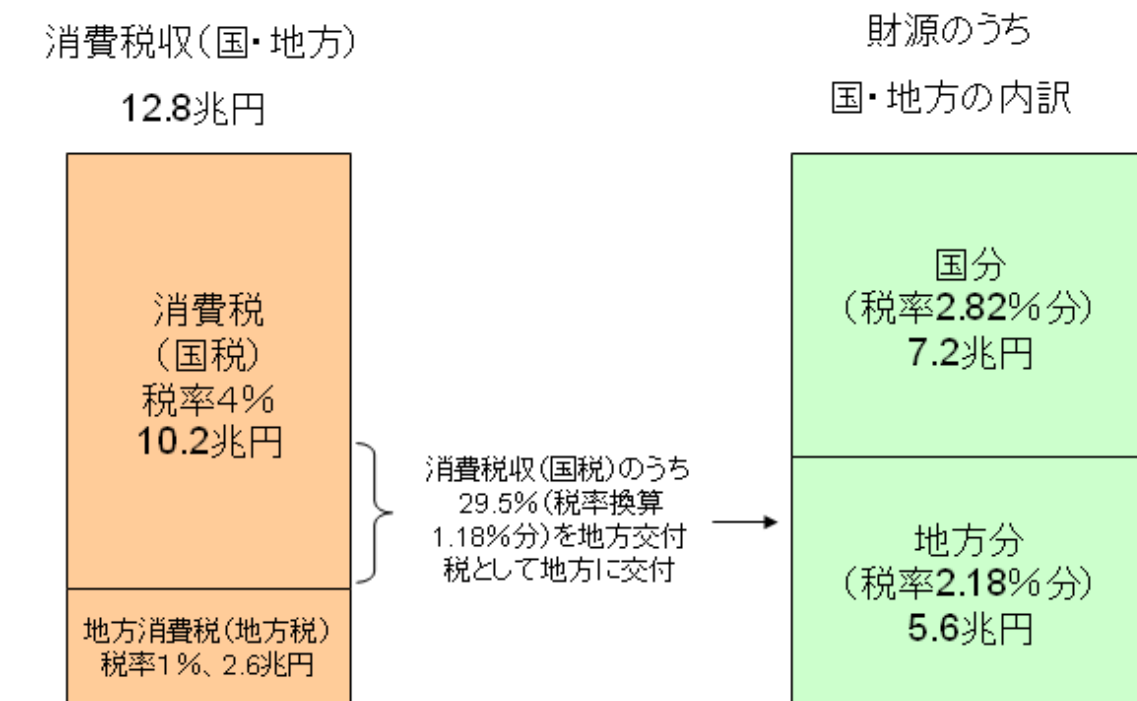 消費税収(国・地方)
12.8兆円
財源のうち
国・地方の内訳
消費税
(国税)
税率4%
10.2兆円
地方消費税(地方税)
税率1%、2.6兆円
消費税収(国税)のうち
29.5%(税率換算
1.18%分)を地方交付
税として地方に交付
国分
(税率2.82%分)
7.2兆円
地方分
(税率2.18%分)
5.6兆円